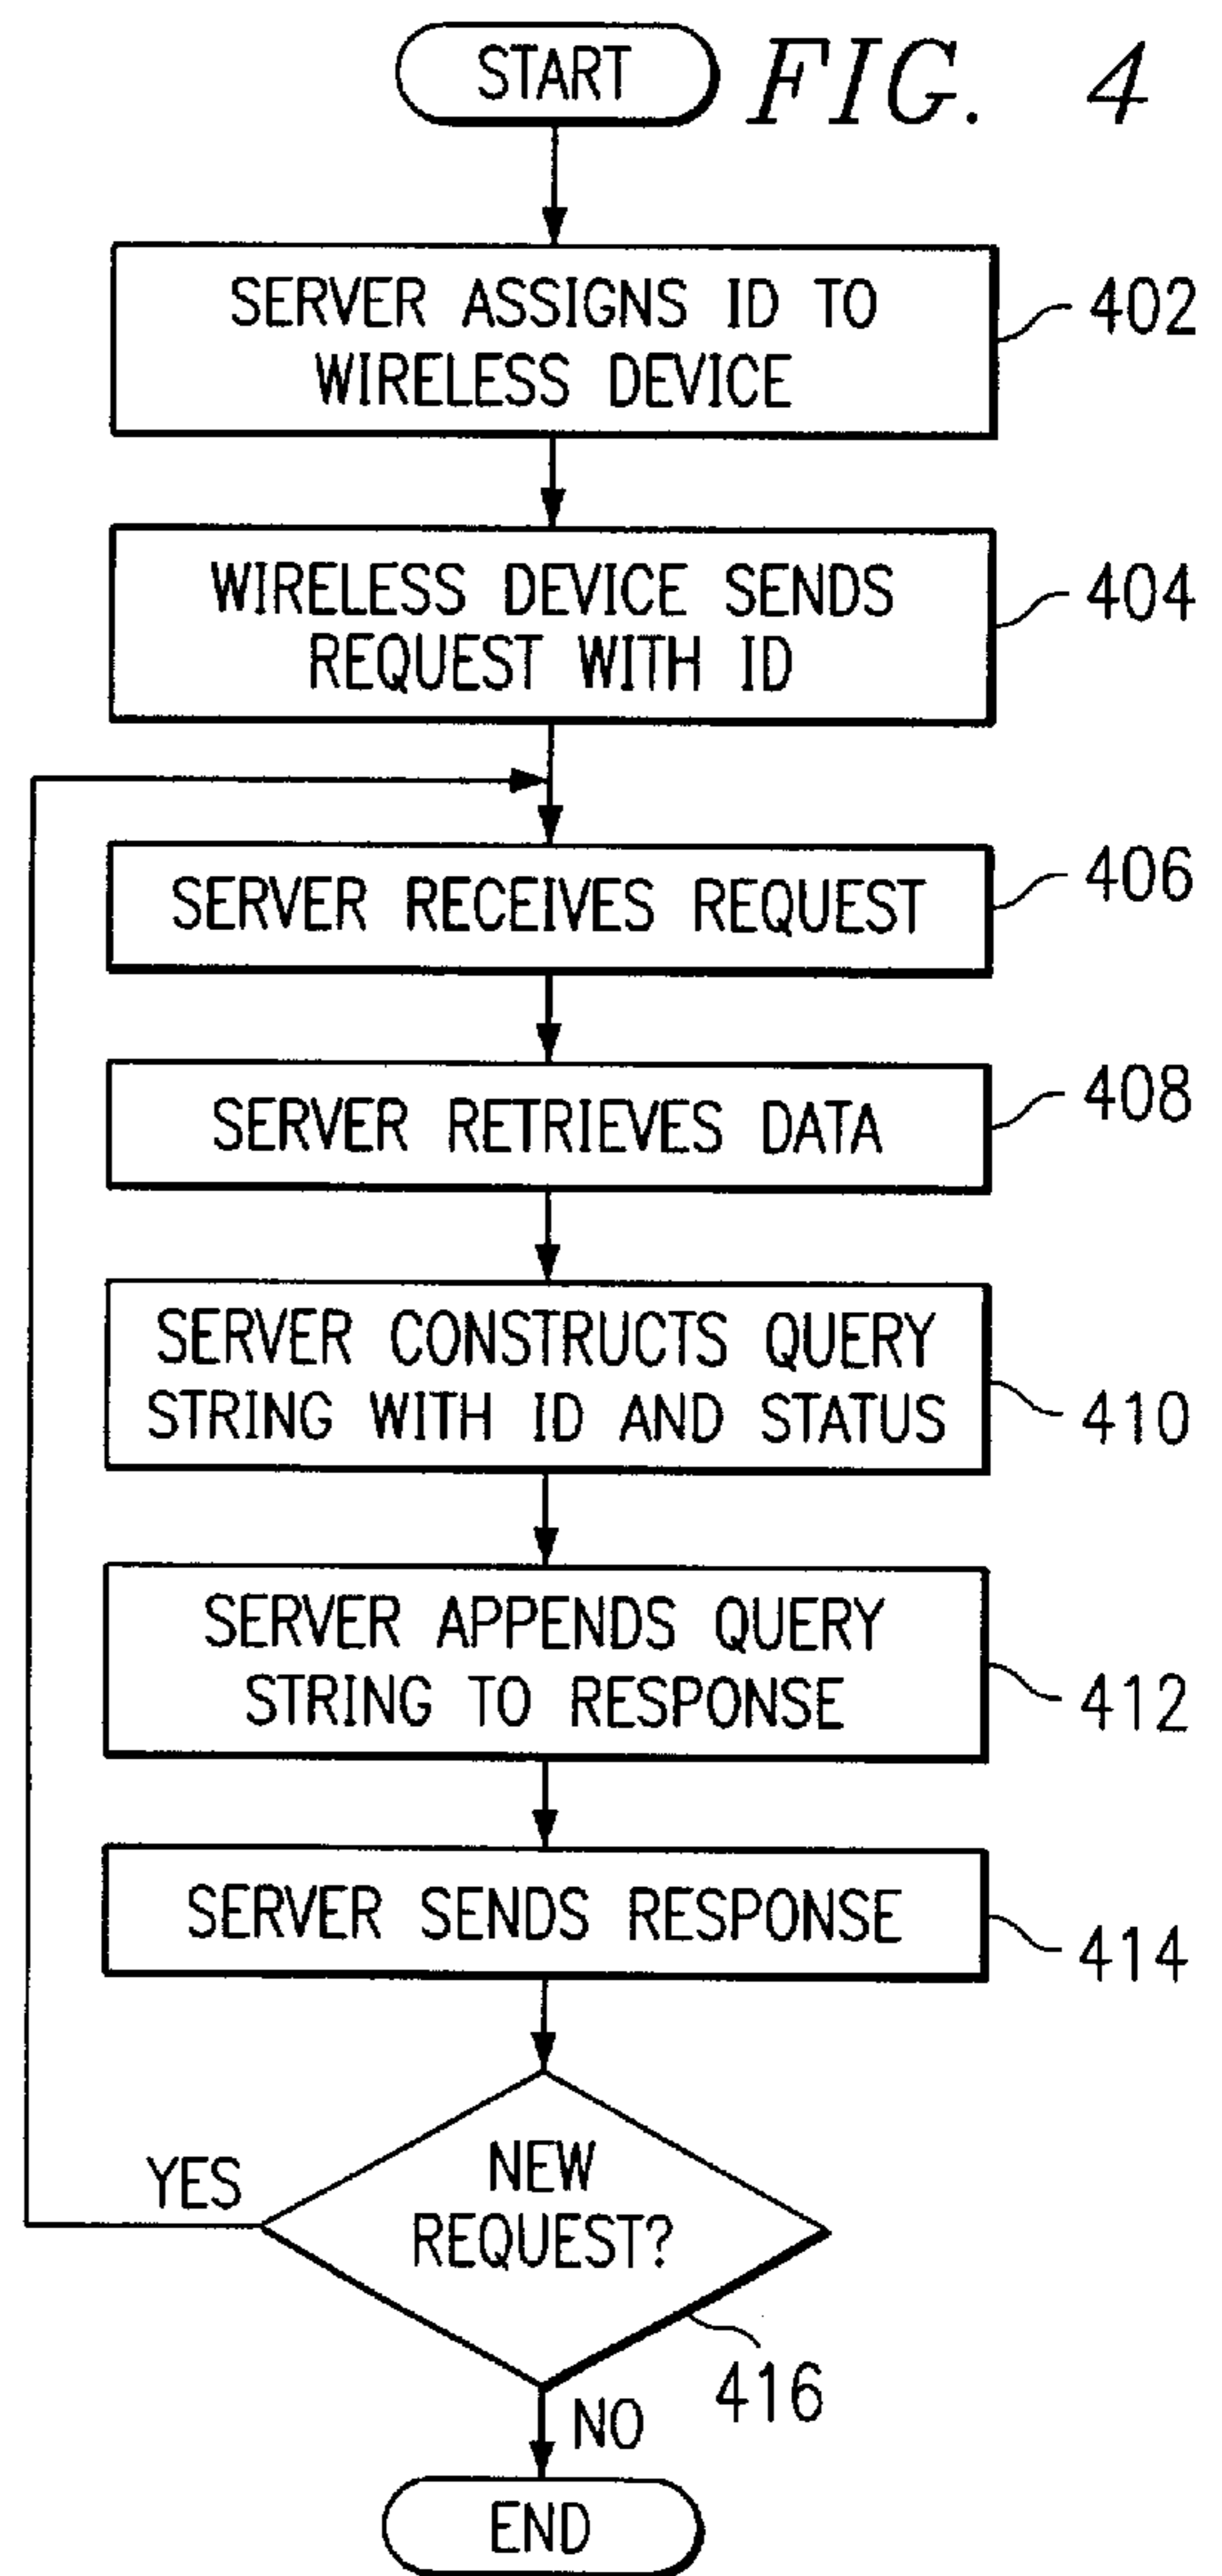 START
FIG. 4
SERVER ASSIGNS ID TO
WIRELESS DEVICE
402
WIRELESS DEVICE SENDS
REQUEST WITH ID
404
SERVER RECEIVES REQUEST
406
SERVER RETRIEVES DATA
408
SERVER CONSTRUCTS QUERY
STRING WITH ID AND STATUS
410
SERVER APPENDS QUERY
STRING TO RESPONSE
412
SERVER SENDS RESPONSE
414
YES
NEW
REQUEST?
416
NO
END